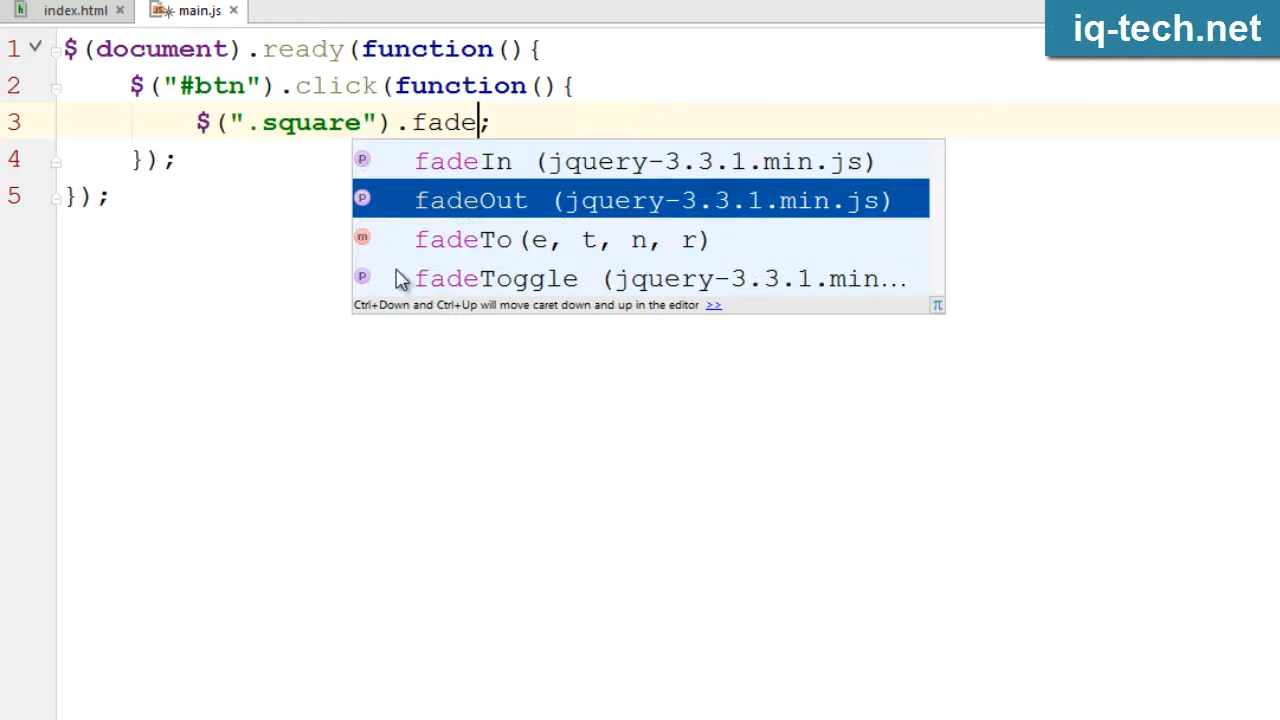 index.html
main.js
iq-tech.net
1 $(document).ready(function(){
2 $("#btn").click(function(){
3 $(".square").fade;
4 });
5 });
fadeIn (jquery-3.3.1.min.js)
fadeOut (jquery-3.3.1.min.js)
fadeTo(e, t, n, r)
fadeToggle (jquery-3.3.1.min...
Ctrl+Down and Ctrl+Up will move caret down and up in the editor >>
π